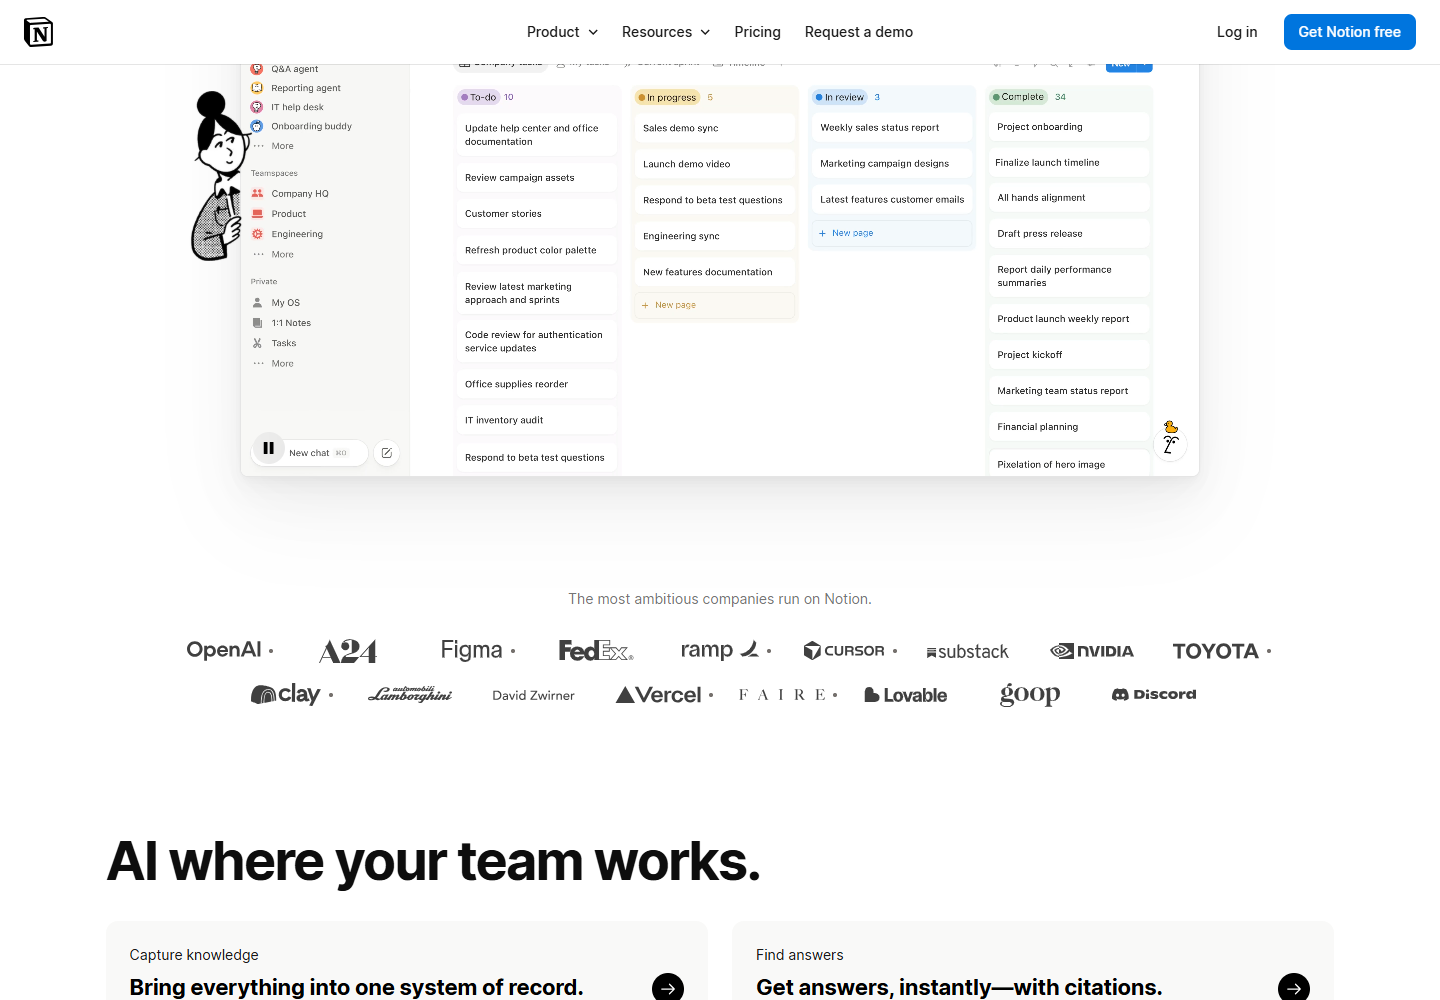 N
Product
Resources
Pricing
Request a demo
Log in
Get Notion free
Q&A agent
Reporting agent
IT help desk
Onboarding buddy
More
Teamspaces
Company HQ
Product
Engineering
More
Private
My OS
1:1 Notes
Tasks
More
New chat
To-do 10
Update help center and office
documentation
Review campaign assets
Customer stories
Refresh product color palette
Review latest marketing
approach and sprints
Code review for authentication
service updates
Office supplies reorder
IT inventory audit
Respond to beta test questions
In progress 5
Sales demo sync
Launch demo video
Respond to beta test questions
Engineering sync
New features documentation
+ New page
In review 3
Weekly sales status report
Marketing campaign designs
Latest features customer emails
+ New page
Complete 34
Project onboarding
Finalize launch timeline
All hands alignment
Draft press release
Report daily performance
summaries
Product launch weekly report
Project kickoff
Marketing team status report
Financial planning
Pixelation of hero image
The most ambitious companies run on Notion.
OpenAI
A24
Figma
FedEx®
ramp
CURSOR
substack
NVIDIA
TOYOTA
clay
automobili
Lamborghini
David Zwirner
Vercel
FAIRE
Lovable
goop
Discord
AI where your team works.
Capture knowledge
Bring everything into one system of record.
Find answers
Get answers, instantly—with citations.